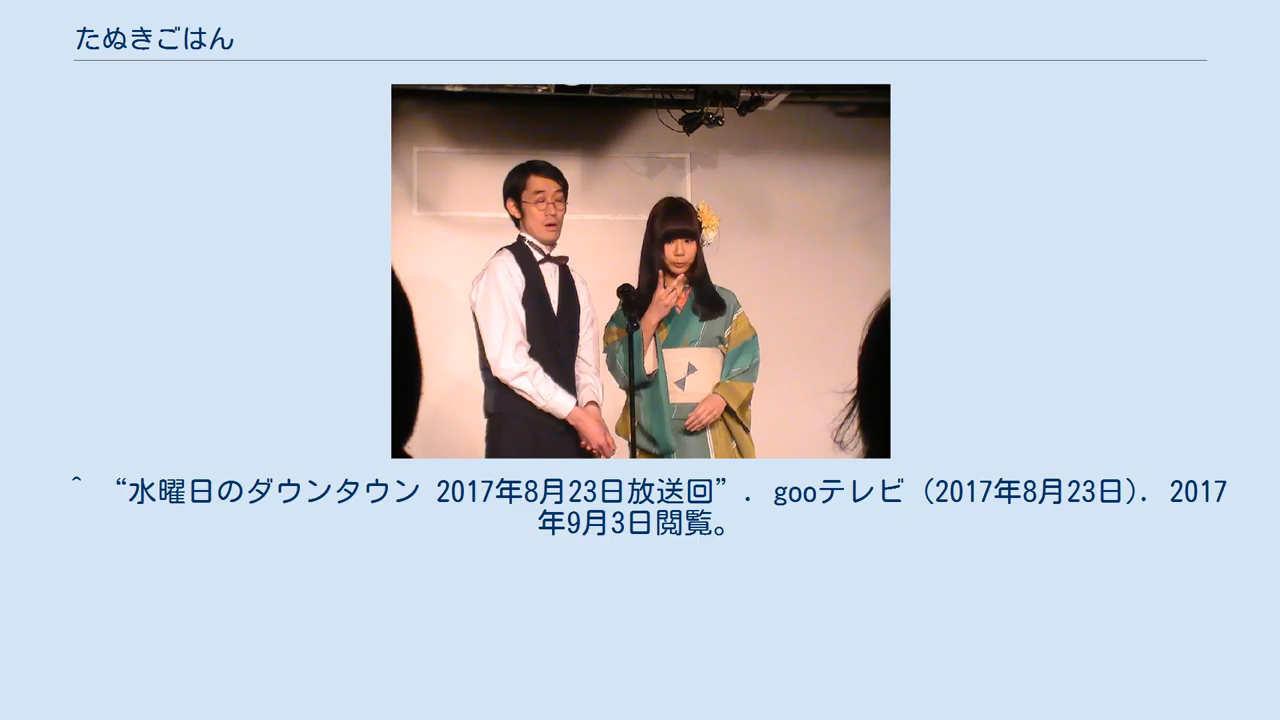 たぬきごはん
^ “水曜日のダウンタウン 2017年8月23日放送回”. gooテレビ (2017年8月23日). 2017
年9月3日閲覧。